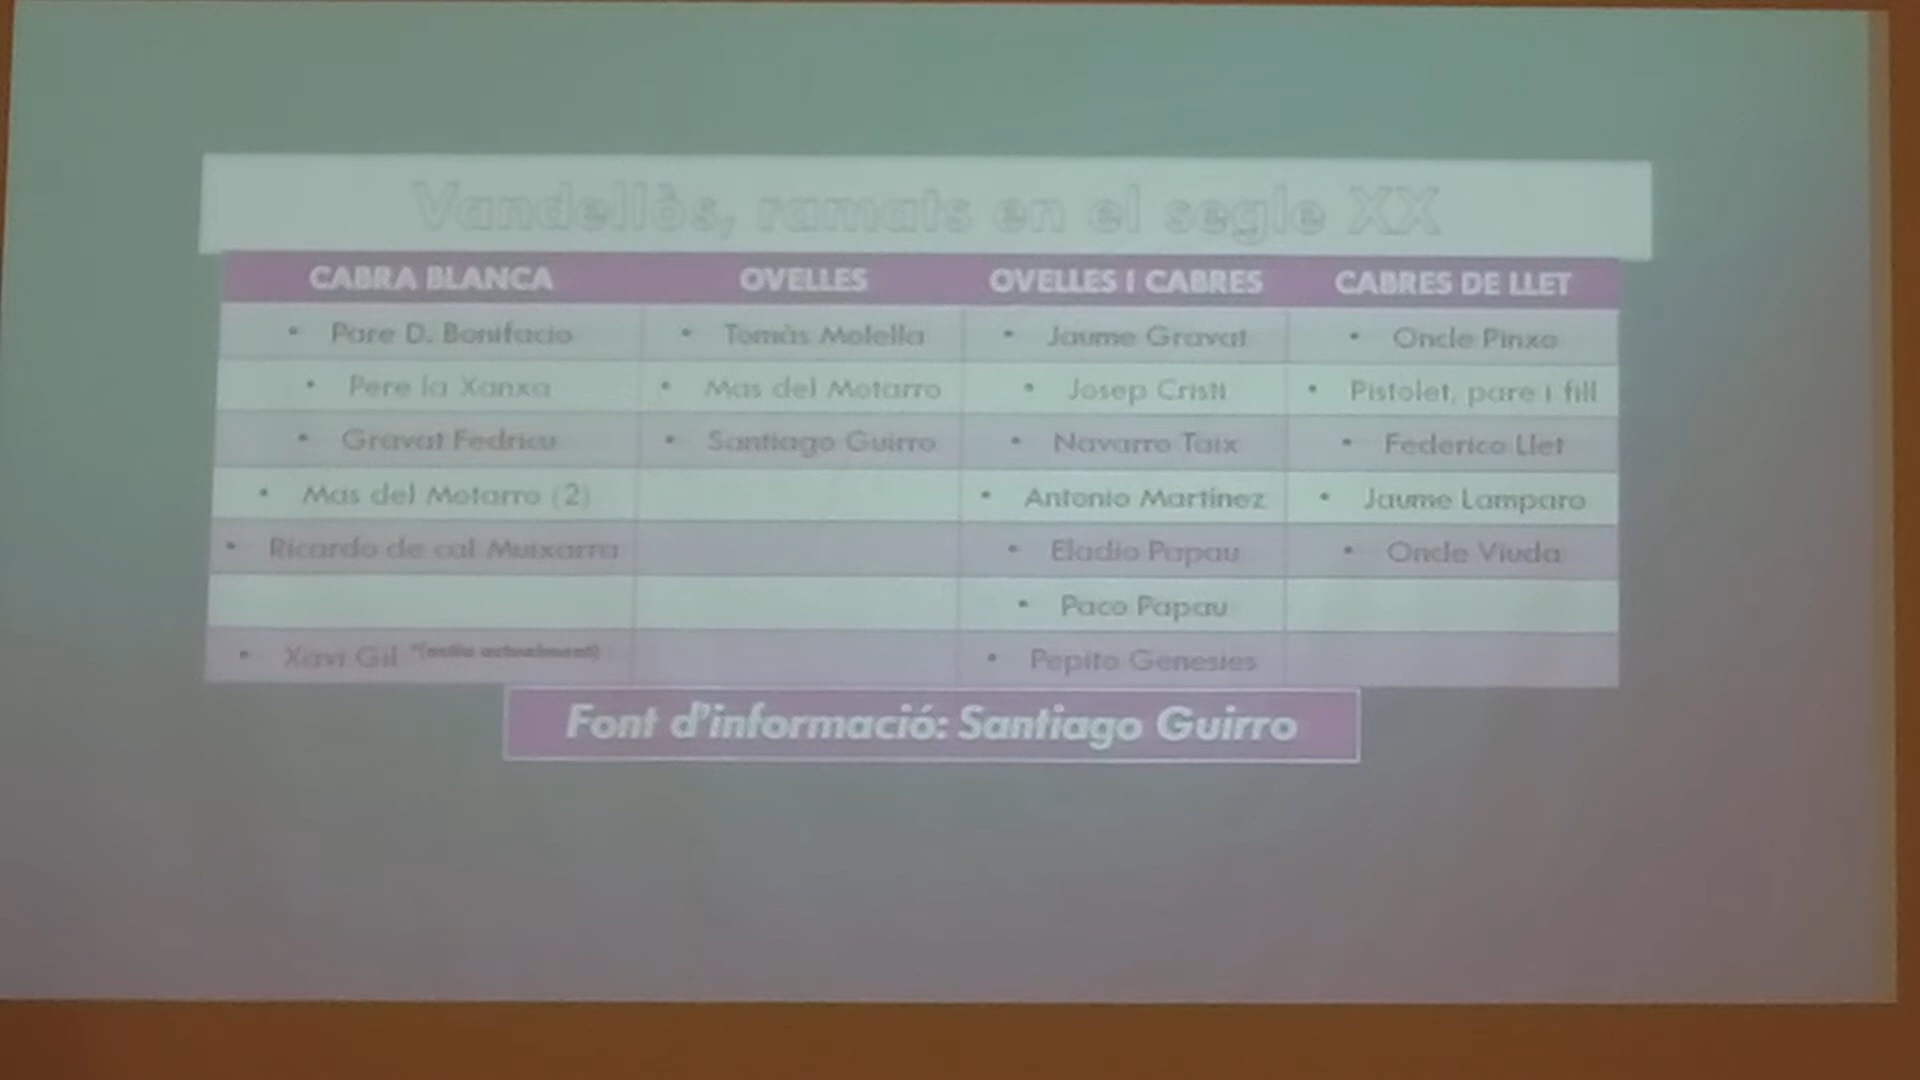 Vandellòs, ramats en el segle XX
CABRA BLANCA OVELLES OVELLES I CABRES CABRES DE LLET
• Pare D. Bonifacio • Tomàs Molella • Jaume Gravat • Oncle Pinxo
• Pere la Xanxa • Mas del Motarro • Josep Cristi • Pistolet, pare i fill
• Gravat Fedricu • Santiago Guirro • Navarro Taix • Federico Llet
• Mas del Motarro (2) • Antonio Martínez • Jaume Lamparo
• Ricardo de cal Muixarra • Eladio Papau • Oncle Viuda
• Paco Papau
• Xavi Gil *(actiu actualment) • Pepito Genesies
Font d'informació: Santiago Guirro